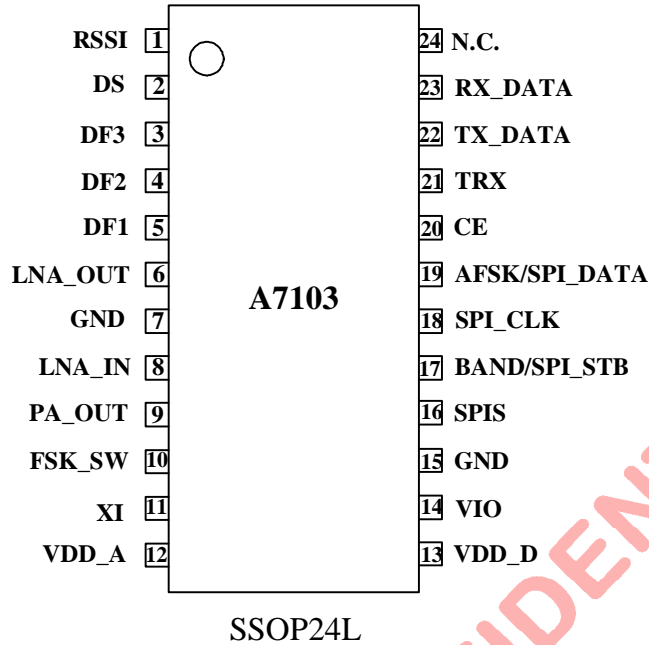 RSSI 1 24 N.C.
DS 2 23 RX_DATA
DF3 3 22 TX_DATA
DF2 4 21 TRX
DF1 5 20 CE
LNA_OUT 6 19 AFSK/SPI_DATA
A7103
GND 7 18 SPI_CLK
LNA_IN 8 17 BAND/SPI_STB
PA_OUT 9 16 SPIS
FSK_SW 10 15 GND
XI 11 14 VIO
VDD_A 12 13 VDD_D
SSOP24L